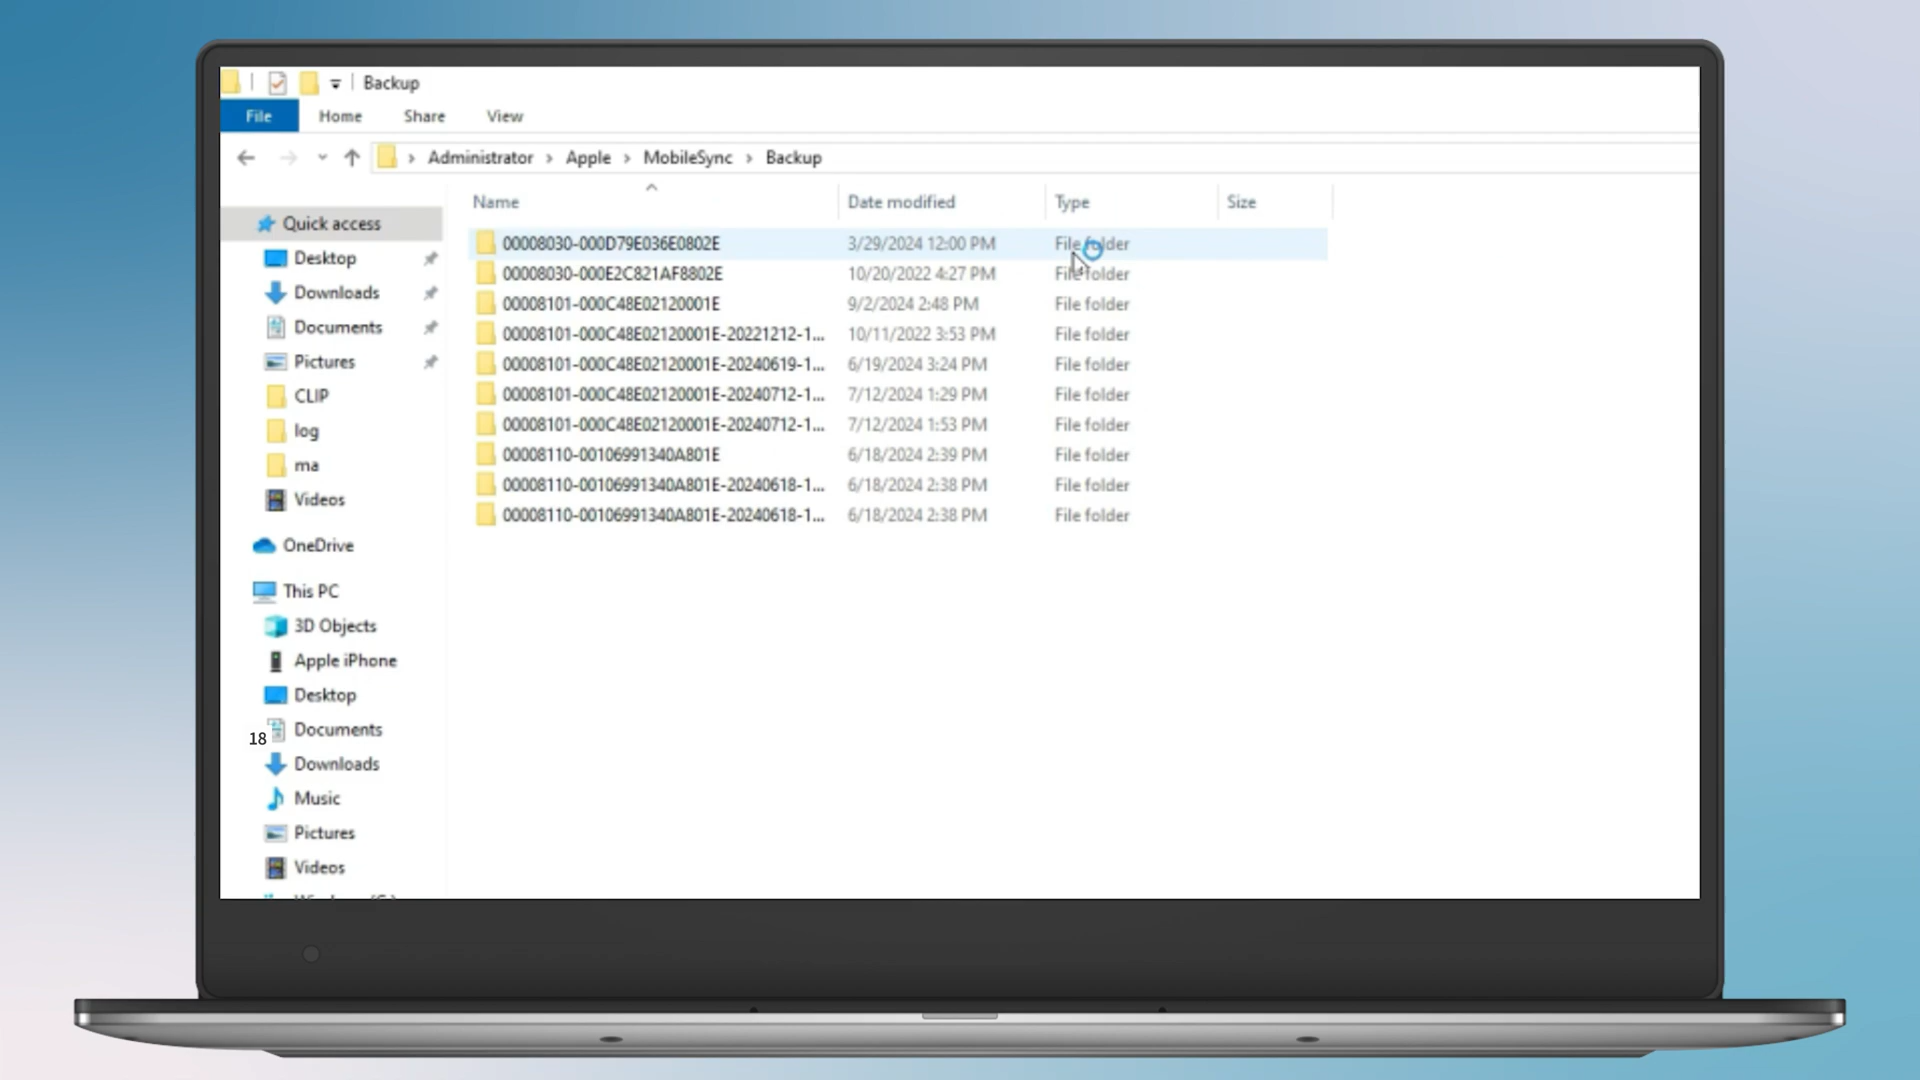 Backup
File Home Share View
Administrator > Apple > MobileSync > Backup
Name Date modified Type Size
00008030-000D79E036E0802E 3/29/2024 12:00 PM File folder
00008030-000E2C821AF8802E 10/20/2022 4:27 PM File folder
00008101-000C48E02120001E 9/2/2024 2:48 PM File folder
00008101-000C48E02120001E-20221212-1... 10/11/2022 3:53 PM File folder
00008101-000C48E02120001E-20240619-1... 6/19/2024 3:24 PM File folder
00008101-000C48E02120001E-20240712-1... 7/12/2024 1:29 PM File folder
00008101-000C48E02120001E-20240712-1... 7/12/2024 1:53 PM File folder
00008110-00106991340A801E 6/18/2024 2:39 PM File folder
00008110-00106991340A801E-20240618-1... 6/18/2024 2:38 PM File folder
00008110-00106991340A801E-20240618-1... 6/18/2024 2:38 PM File folder
Quick access
Desktop
Downloads
Documents
Pictures
CLIP
log
ma
Videos
OneDrive
This PC
3D Objects
Apple iPhone
Desktop
Documents
18
Downloads
Music
Pictures
Videos